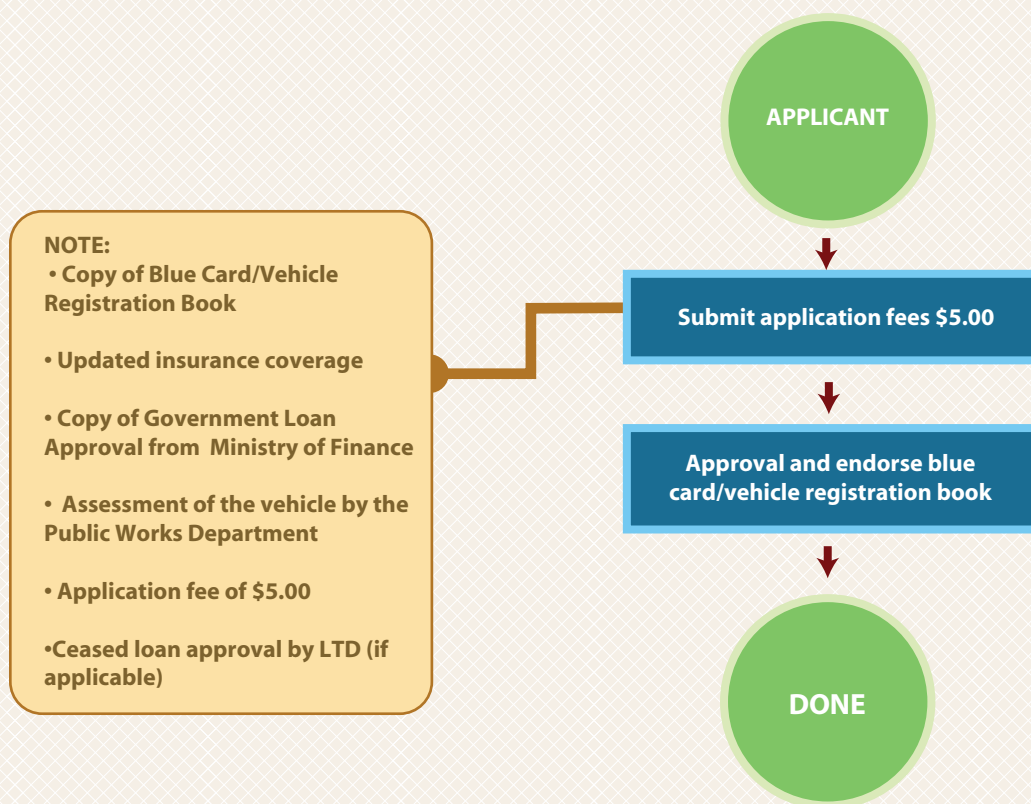 APPLICANT
NOTE:
• Copy of Blue Card/Vehicle
Registration Book
• Updated insurance coverage
• Copy of Government Loan
Approval from Ministry of Finance
• Assessment of the vehicle by the
Public Works Department
• Application fee of $5.00
•Ceased loan approval by LTD (if
applicable)
Submit application fees $5.00
Approval and endorse blue
card/vehicle registration book
DONE